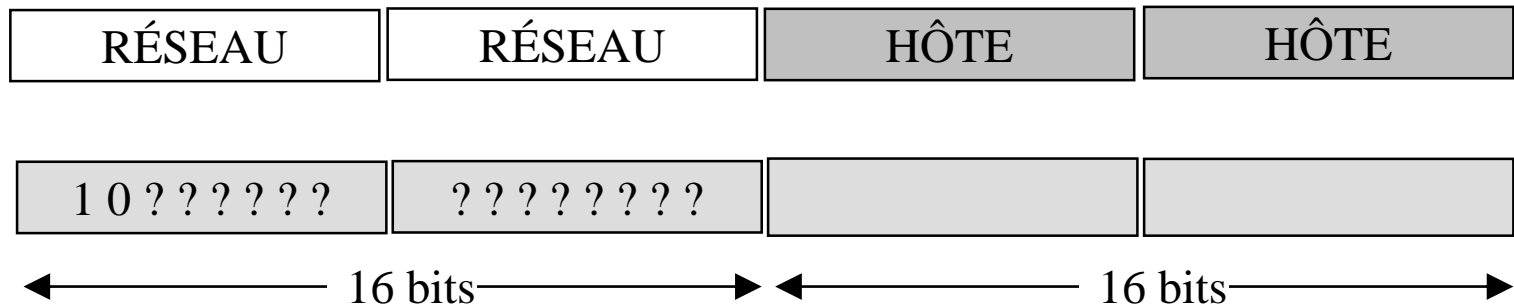 RÉSEAU RÉSEAU HÔTE HÔTE
1 0 ? ? ? ? ? ? ? ? ? ? ? ? ? ?
16 bits 16 bits